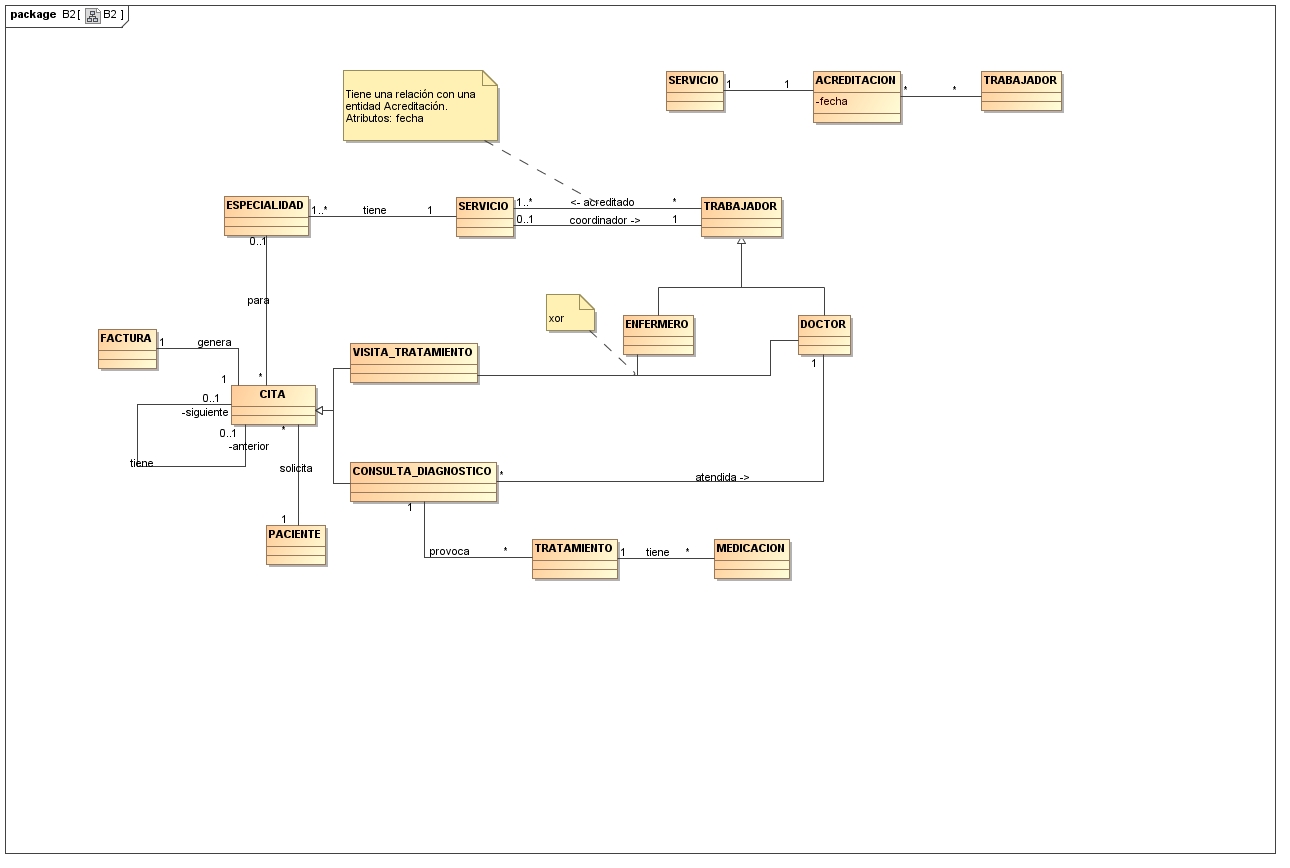 package B2[ B2 ]
SERVICIO 1 1 ACREDITACION * * TRABAJADOR
-fecha
Tiene una relación con una
entidad Acreditación.
Atributos: fecha
ESPECIALIDAD 1..* tiene 1 SERVICIO 1..* <- acreditado * TRABAJADOR
0..1 coordinador -> 1
0..1
para
xor
ENFERMERO
DOCTOR
FACTURA 1 genera
1
*
VISITA_TRATAMIENTO
1
CITA
0..1
-siguiente
0..1
-anterior
tiene
*
solicita
1
PACIENTE
CONSULTA_DIAGNOSTICO * atendida ->
1
provoca * TRATAMIENTO 1 tiene * MEDICACION